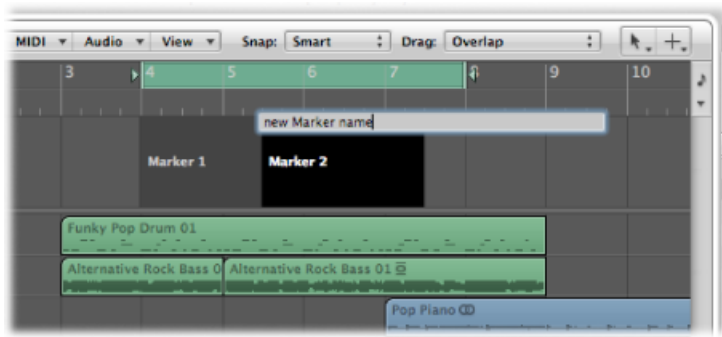 MIDI Audio View Snap: Smart Drag: Overlap
3 4 5 6 7 8 9 10
new Marker name
Marker 1 Marker 2
Funky Pop Drum 01
Alternative Rock Bass 0 Alternative Rock Bass 01
Pop Piano